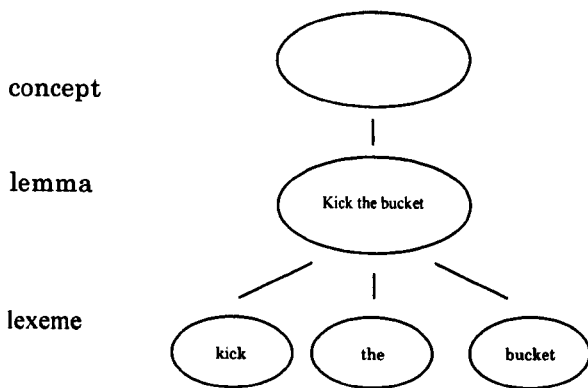 concept
lemma
Kick the bucket
lexeme
kick
the
bucket